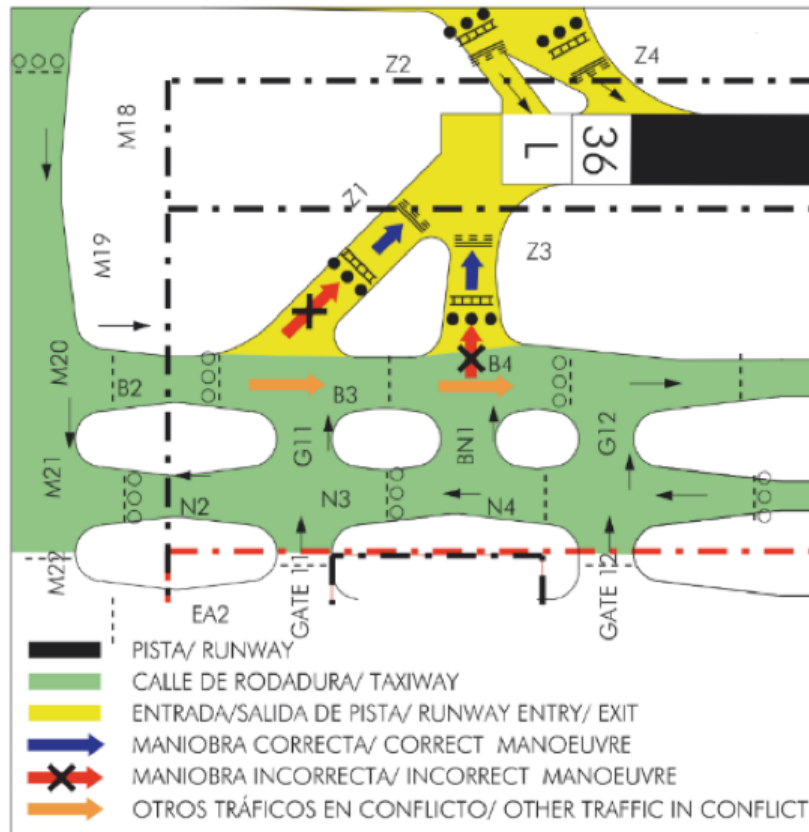 Z2
Z4
M18
L
36
Z1
M19
Z3
M20
B2
B3
B4
G11
BN1
G12
M21
N2
N3
N4
M22
GATE 11
GATE 12
EA2
PISTA/ RUNWAY
CALLE DE RODADURA/ TAXIWAY
ENTRADA/SALIDA DE PISTA/ RUNWAY ENTRY/ EXIT
MANIOBRA CORRECTA/ CORRECT MANOEUVRE
MANIOBRA INCORRECTA/ INCORRECT MANOEUVRE
OTROS TRÁFICOS EN CONFLICTO/ OTHER TRAFFIC IN CONFLICT